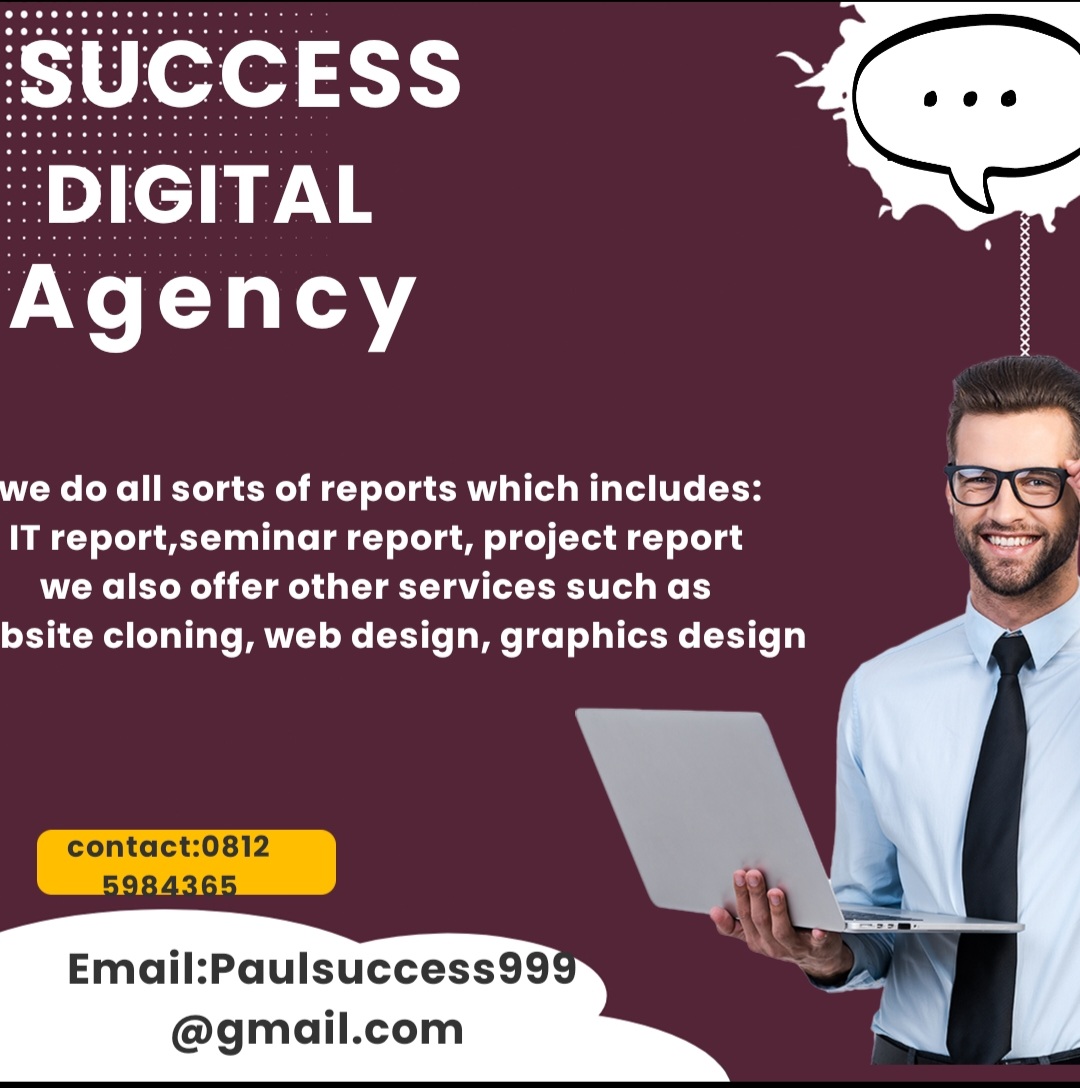 SUCCESS
DIGITAL
Agency
we do all sorts of reports which includes:
IT report,seminar report, project report
we also offer other services such as
bsite cloning, web design, graphics design
contact:0812
5984365
Email:Paulsuccess999
@gmail.com